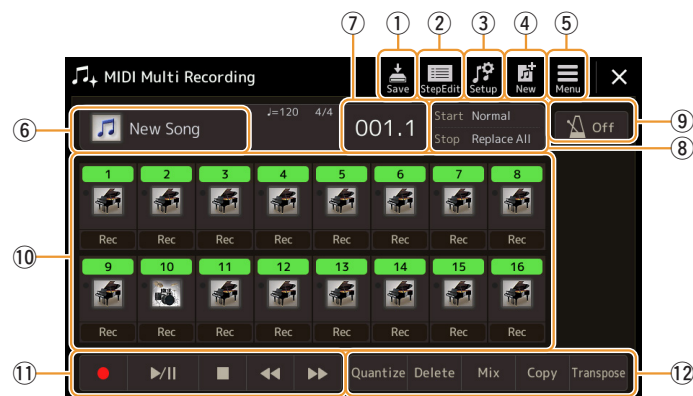 ⑦ ① ② ③ ④ ⑤
MIDI Multi Recording
Save StepEdit Setup New Menu
⑥ New Song ♩=120 4/4 001.1 Start Normal Off ⑨
Stop Replace All ⑧
1 2 3 4 5 6 7 8
Rec Rec Rec Rec Rec Rec Rec Rec
⑩ 9 10 11 12 13 14 15 16
Rec Rec Rec Rec Rec Rec Rec Rec
⑪ Quantize Delete Mix Copy Transpose ⑫